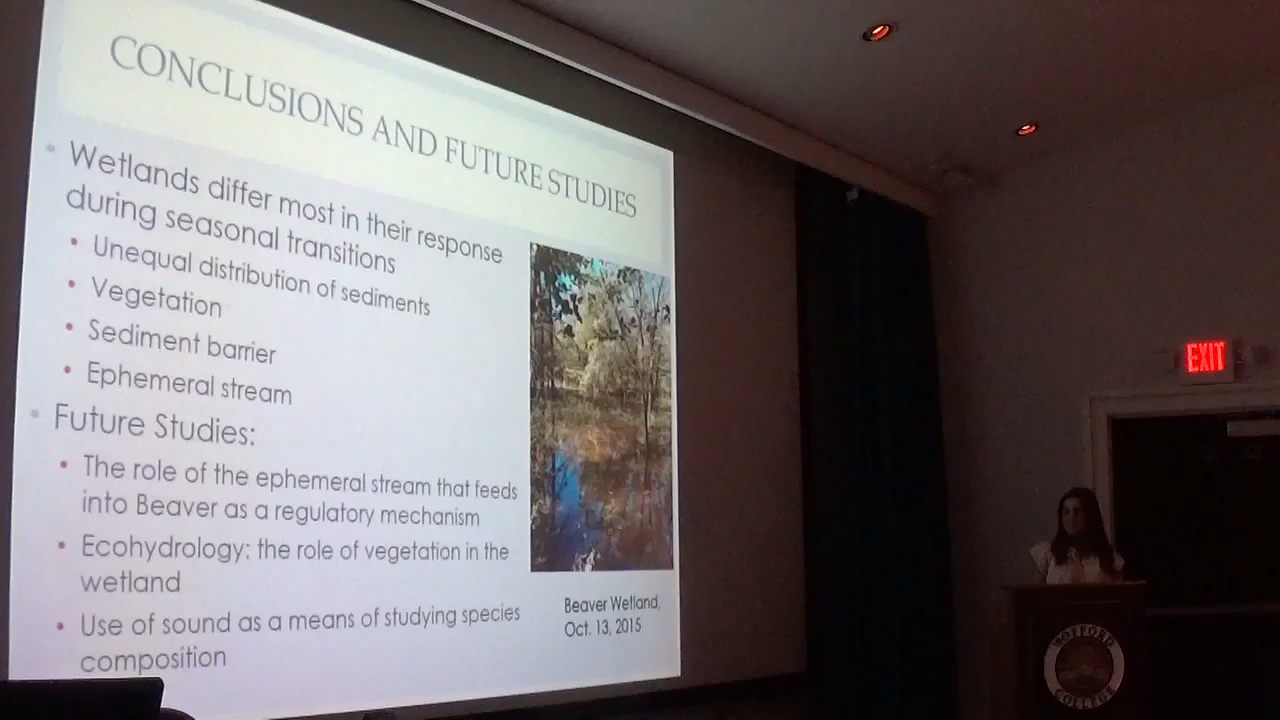 CONCLUSIONS AND FUTURE STUDIES
Wetlands differ most in their response
during seasonal transitions
Unequal distribution of sediments
Vegetation
Sediment barrier
Ephemeral stream
Future Studies:
The role of the ephemeral stream that feeds
into Beaver as a regulatory mechanism
Ecohydrology: the role of vegetation in the
wetland
Use of sound as a means of studying species
composition
Beaver Wetland,
Oct. 13, 2015
EXIT
WOFFORD
COLLEGE